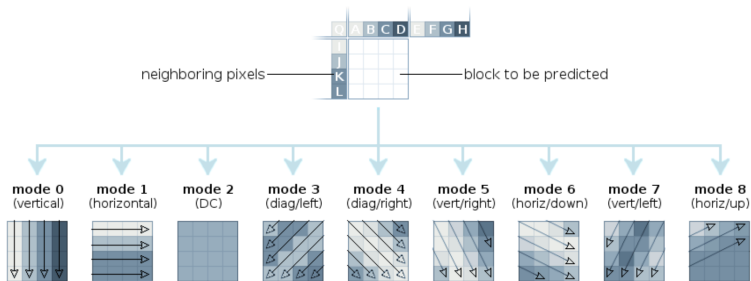 Q A B C D E F G H
I
J
neighboring pixels K block to be predicted
L
mode 0 mode 1 mode 2 mode 3 mode 4 mode 5 mode 6 mode 7 mode 8
(vertical) (horizontal) (DC) (diag/left) (diag/right) (vert/right) (horiz/down) (vert/left) (horiz/up)